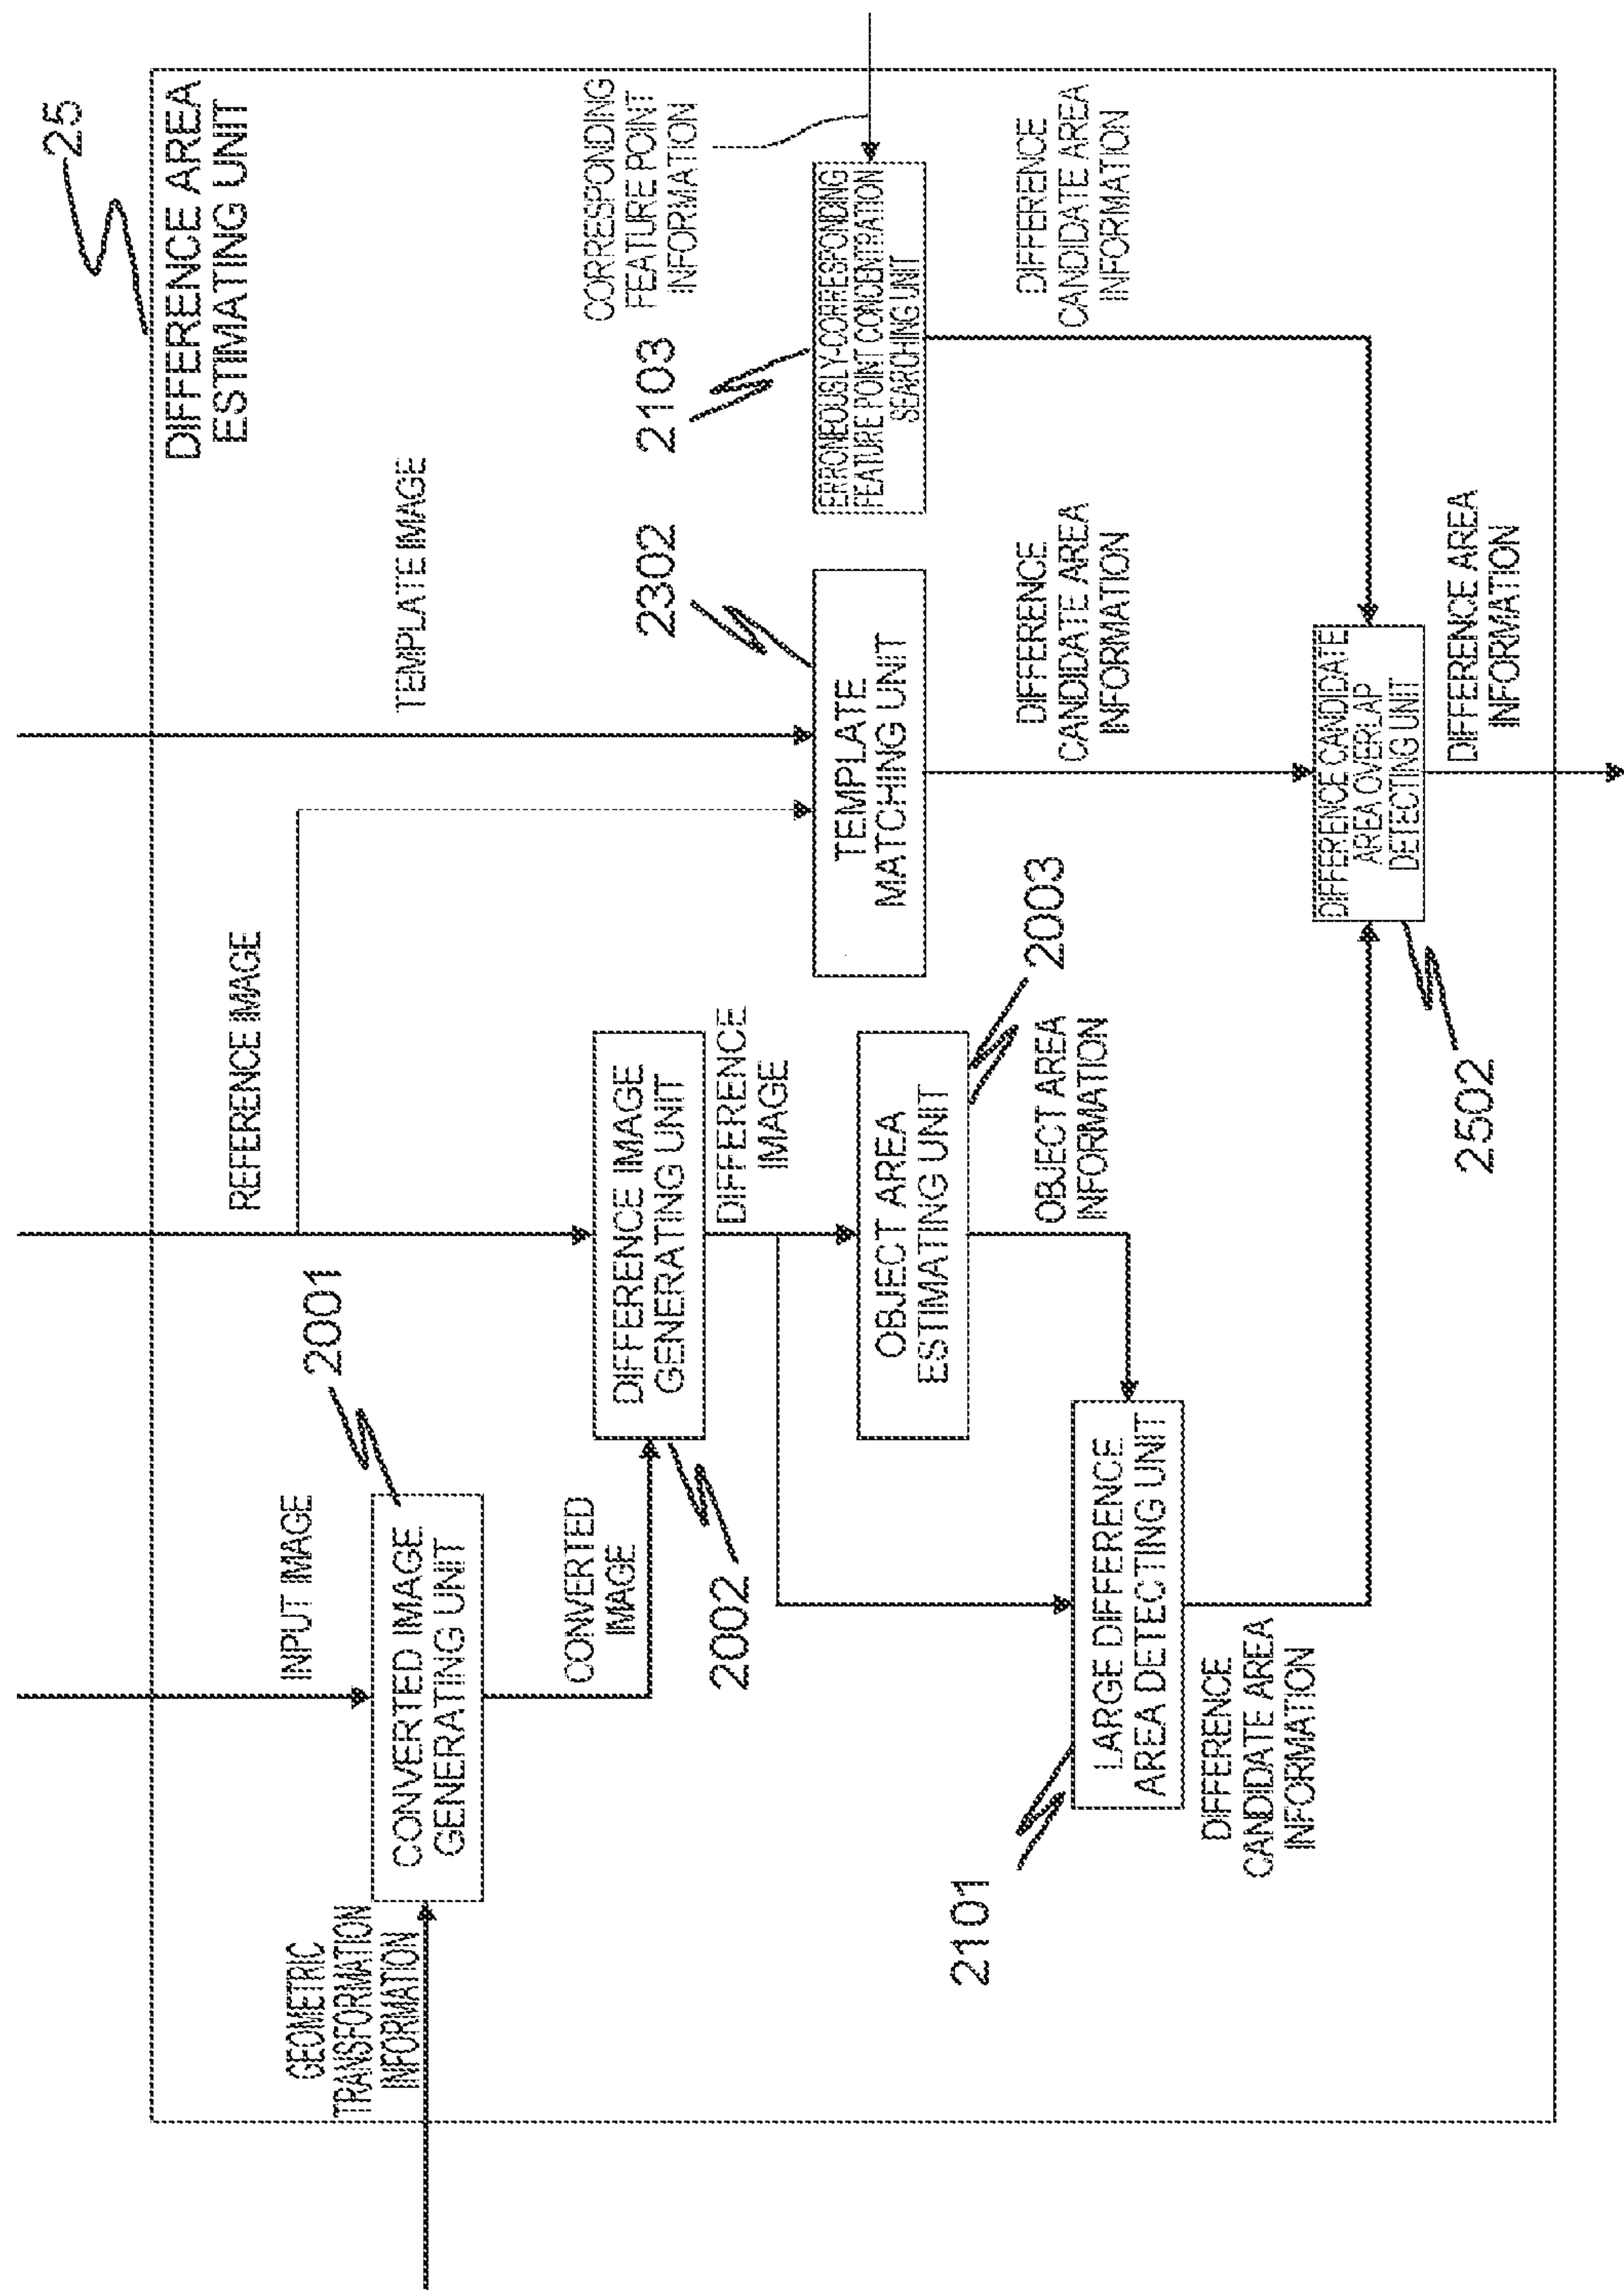 25
DIFFERENCE AREA
ESTIMATING UNIT
INPUT IMAGE
REFERENCE IMAGE
TEMPLATE IMAGE
GEOMETRIC
TRANSFORMATION
INFORMATION
2001
CONVERTED IMAGE
GENERATING UNIT
CONVERTED
IMAGE
2002
DIFFERENCE IMAGE
GENERATING UNIT
DIFFERENCE
IMAGE
CORRESPONDING
FEATURE POINT
INFORMATION
2302
TEMPLATE
MATCHING UNIT
2103
ERRONEOUSLY-CORRESPONDING
FEATURE POINT CONCENTRATION
SEARCHING UNIT
OBJECT AREA
ESTIMATING UNIT
2003
OBJECT AREA
INFORMATION
2101
LARGE DIFFERENCE
AREA DETECTING UNIT
DIFFERENCE
CANDIDATE AREA
INFORMATION
DIFFERENCE
CANDIDATE AREA
INFORMATION
DIFFERENCE
CANDIDATE AREA
INFORMATION
DIFFERENCE CANDIDATE
AREA OVERLAP
DETECTING UNIT
2502
DIFFERENCE AREA
INFORMATION